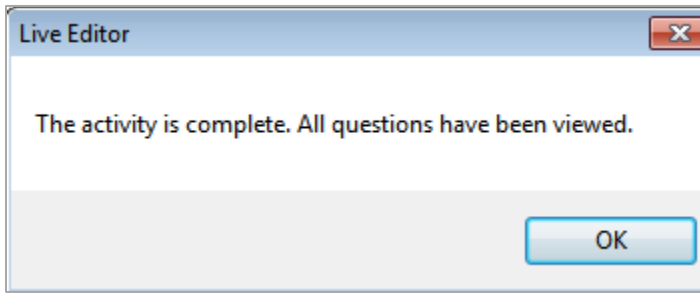 Live Editor
The activity is complete. All questions have been viewed.
OK